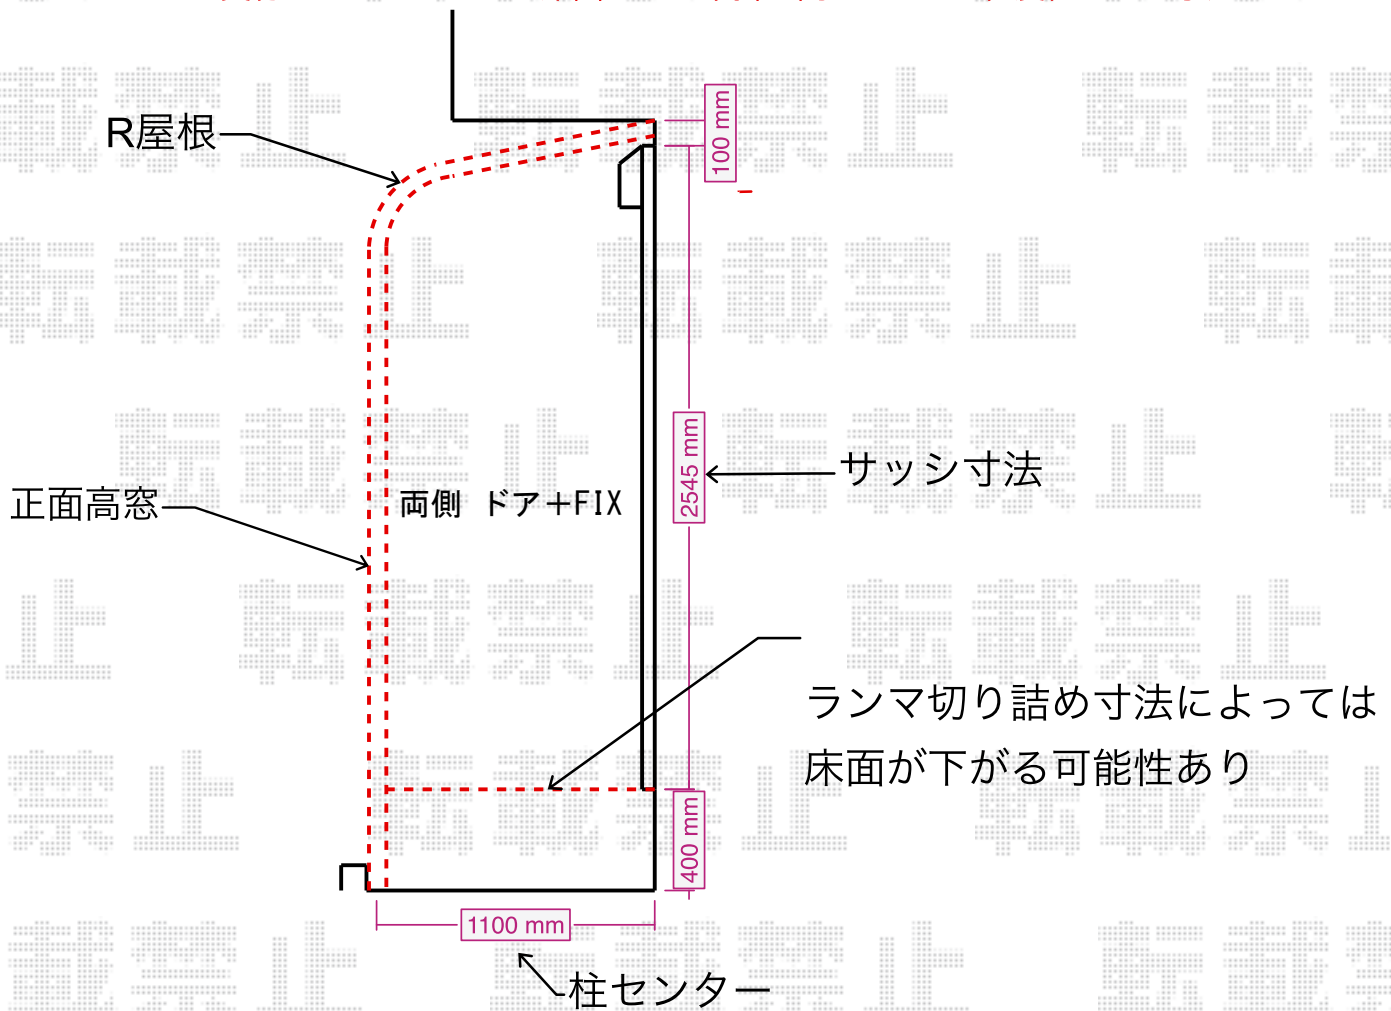 R屋根
100 mm
2545 mm
サッシ寸法
正面高窓
両側 ドア+FIX
ランマ切り詰め寸法によっては
床面が下がる可能性あり
400 mm
1100 mm
柱センター
転載禁止